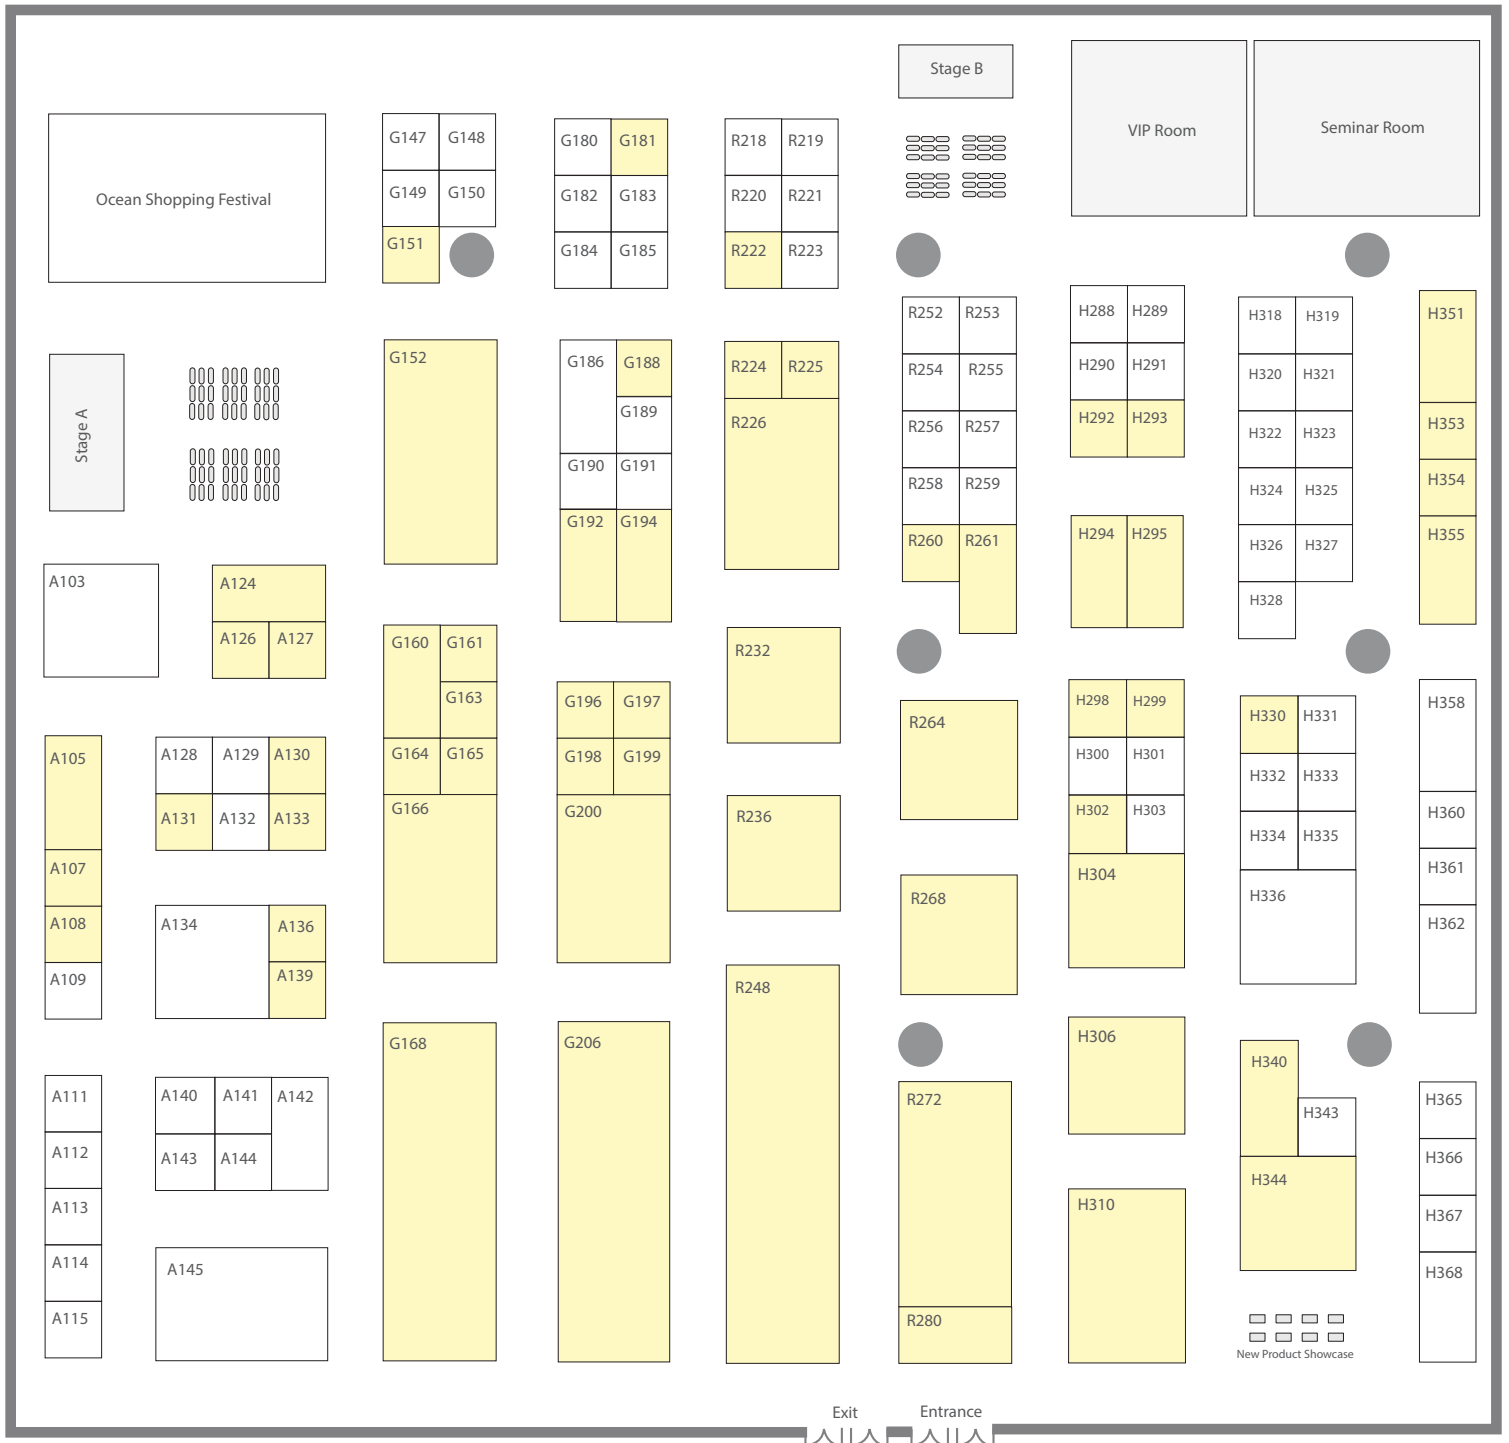 Stage B
VIP Room
Seminar Room
Ocean Shopping Festival
G147
G148
G149
G150
G151
G180
G181
G182
G183
G184
G185
R218
R219
R220
R221
R222
R223
Stage A
G152
G186
G188
G189
G190
G191
G192
G194
R224
R225
R226
R252
R253
R254
R255
R256
R257
R258
R259
R260
R261
H288
H289
H290
H291
H292
H293
H294
H295
H318
H319
H320
H321
H322
H323
H324
H325
H326
H327
H328
H351
H353
H354
H355
A103
A124
A126
A127
G160
G161
G163
G164
G165
G166
G196
G197
G198
G199
G200
R232
R236
R264
R268
H298
H299
H300
H301
H302
H303
H304
H330
H331
H332
H333
H334
H335
H336
H358
H360
H361
H362
A105
A107
A108
A109
A128
A129
A130
A131
A132
A133
A134
A136
A139
A111
A112
A113
A114
A115
A140
A141
A142
A143
A144
A145
G168
G206
R248
R272
R280
H306
H310
H340
H343
H344
H365
H366
H367
H368
New Product Showcase
Exit
Entrance